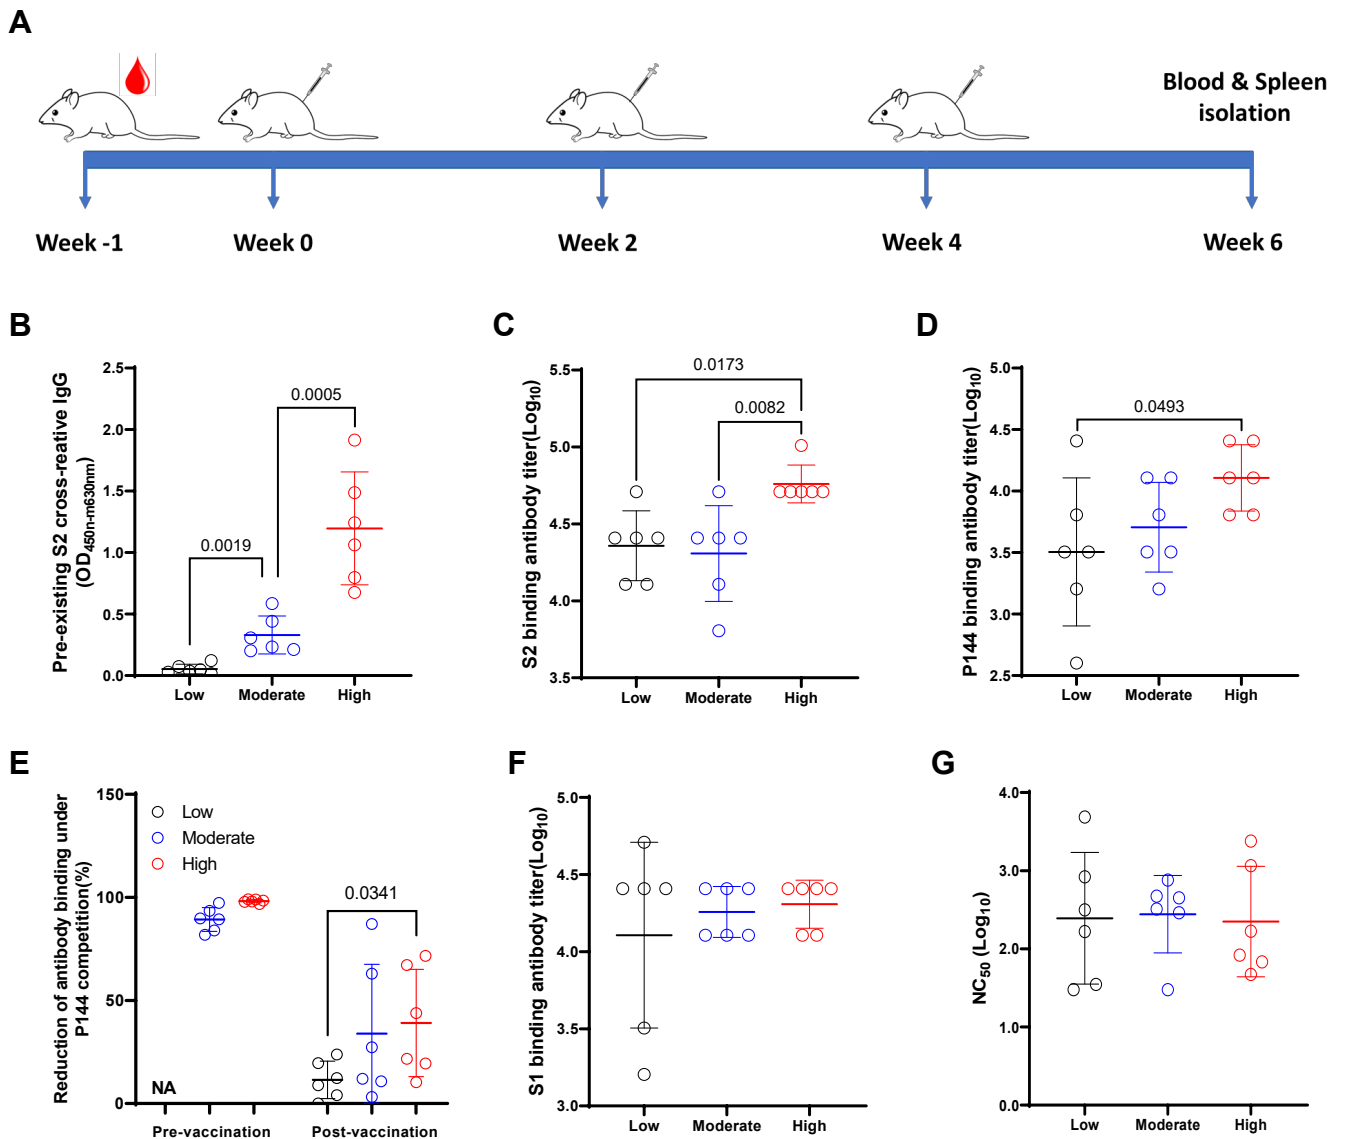 A
Blood & Spleen
isolation
Week -1
Week 0
Week 2
Week 4
Week 6
B
Pre-existing S2 cross-reative IgG
(OD450n-m630nm)
2.5
2.0
1.5
1.0
0.5
0.0
0.0019
0.0005
Low
Moderate
High
C
S2 binding antibody titer(Log10)
5.5
5.0
4.5
4.0
3.5
0.0173
0.0082
Low
Moderate
High
D
P144 binding antibody titer(Log10)
5.0
4.5
4.0
3.5
3.0
2.5
0.0493
Low
Moderate
High
E
Reduction of antibody binding under
P144 competition(%)
150
100
50
0
Low
Moderate
High
0.0341
NA
Pre-vaccination
Post-vaccination
F
S1 binding antibody titer(Log10)
5.0
4.5
4.0
3.5
3.0
Low
Moderate
High
G
NC50 (Log10)
4.0
3.0
2.0
1.0
0.0
Low
Moderate
High